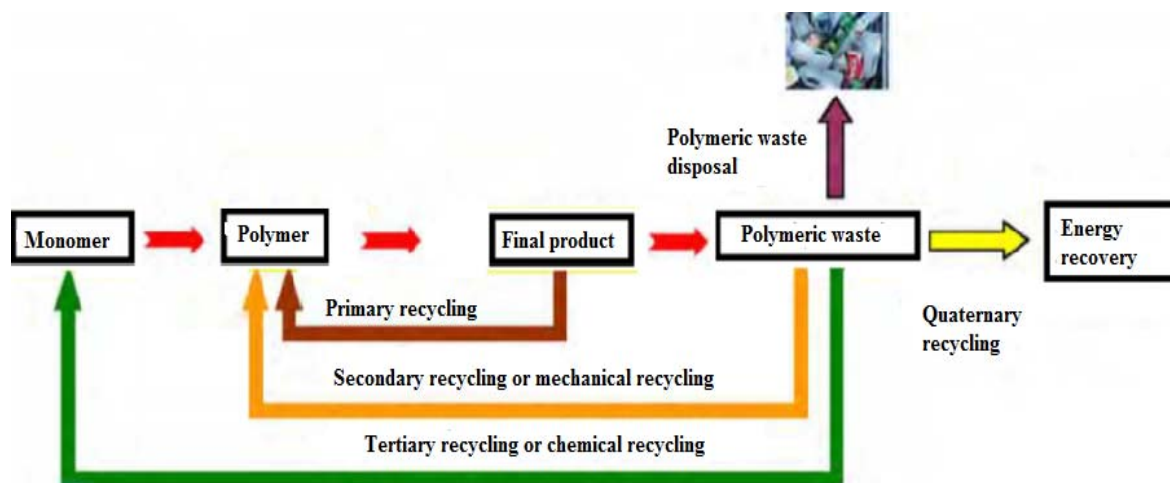 Polymeric waste
disposal
Monomer
Polymer
Final product
Polymeric waste
Energy
recovery
Primary recycling
Quaternary
recycling
Secondary recycling or mechanical recycling
Tertiary recycling or chemical recycling